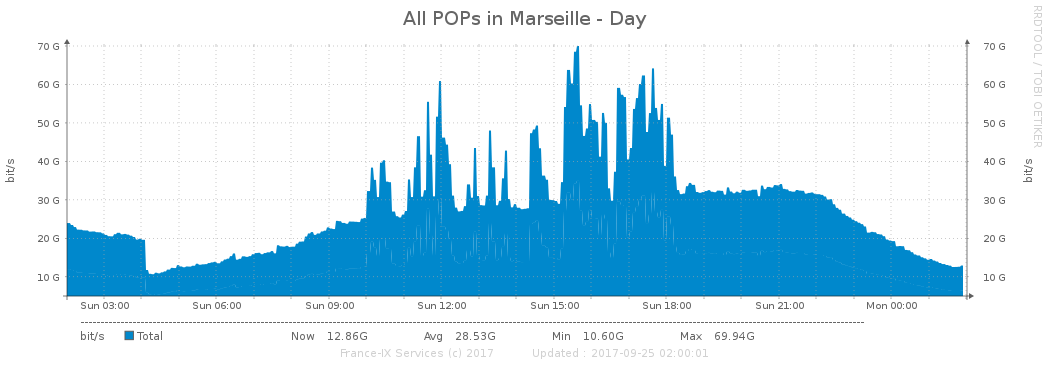 All POPs in Marseille - Day
RRDTOOL / TOBI OETIKER
70 G 70 G
60 G 60 G
50 G 50 G
40 G 40 G
30 G 30 G
20 G 20 G
10 G 10 G
bit/s bit/s
Sun 03:00 Sun 06:00 Sun 09:00 Sun 12:00 Sun 15:00 Sun 18:00 Sun 21:00 Mon 00:00
bit/s Total Now 12.86G Avg 28.53G Min 10.60G Max 69.94G
France-IX Services (c) 2017 Updated : 2017-09-25 02:00:01